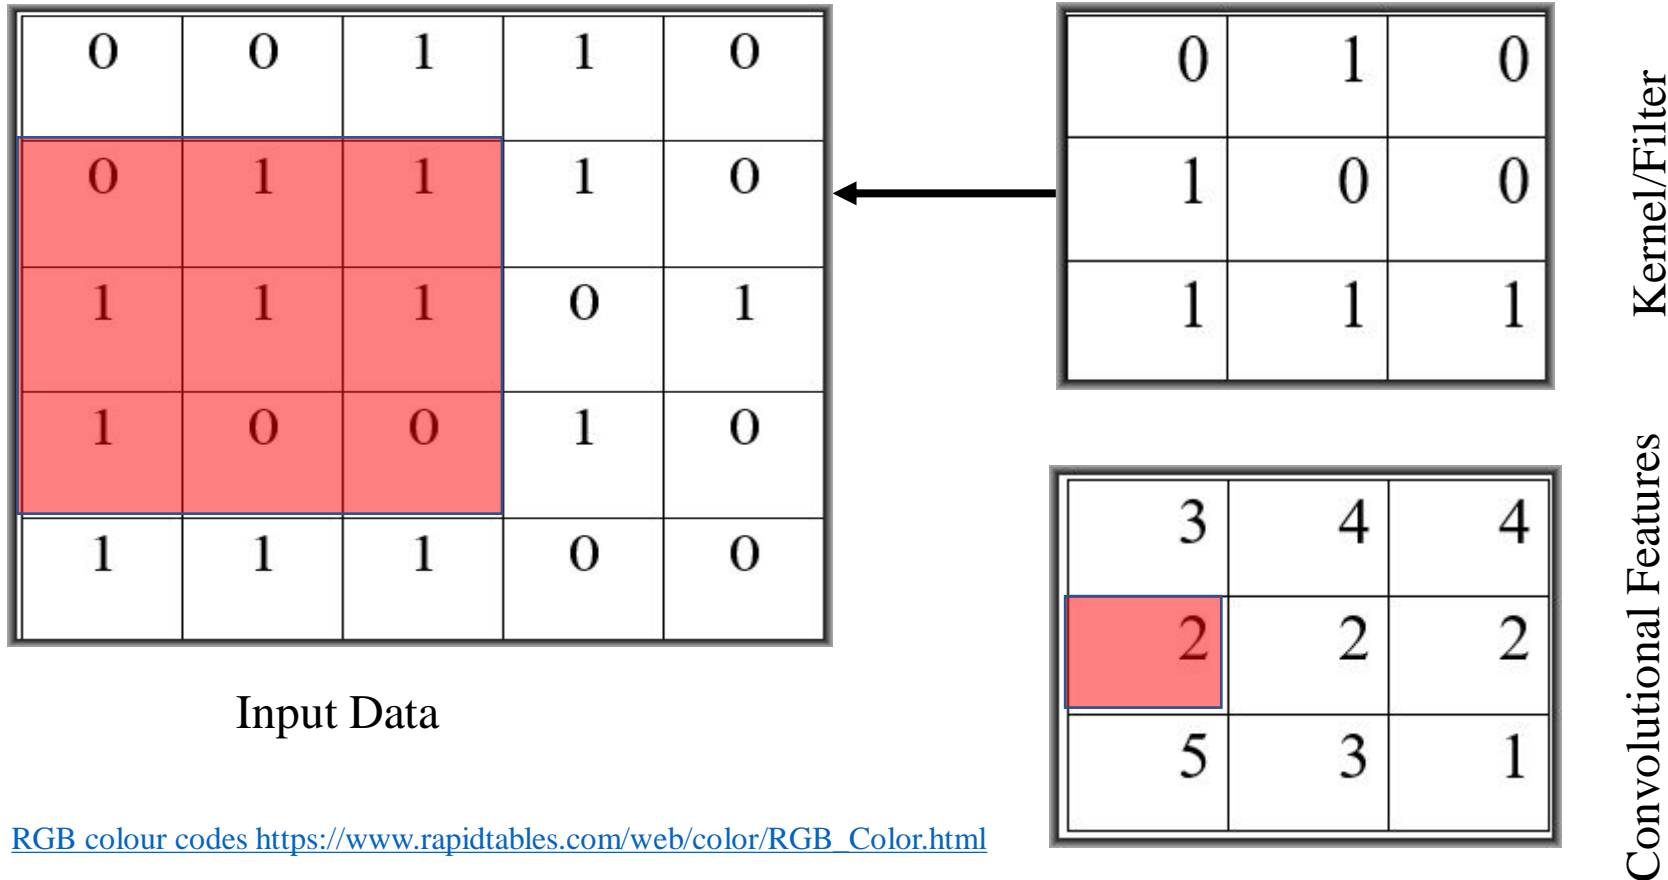 0 0 1 1 0
0 1 1 1 0
1 1 1 0 1
1 0 0 1 0
1 1 1 0 0
Input Data
0 1 0
1 0 0
1 1 1
Kernel/Filter
3 4 4
2 2 2
5 3 1
Convolutional Features
RGB colour codes https://www.rapidtables.com/web/color/RGB_Color.html